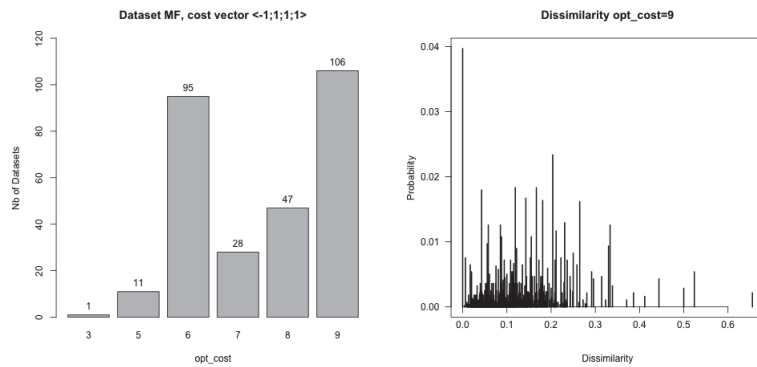 Dataset MF, cost vector <-1;1;1;1>
120
100
80
60
40
20
0
Nb of Datasets
1
11
95
28
47
106
3 5 6 7 8 9
opt_cost
Dissimilarity opt_cost=9
0.04
0.03
0.02
0.01
0.00
Probability
0.0 0.1 0.2 0.3 0.4 0.5 0.6
Dissimilarity